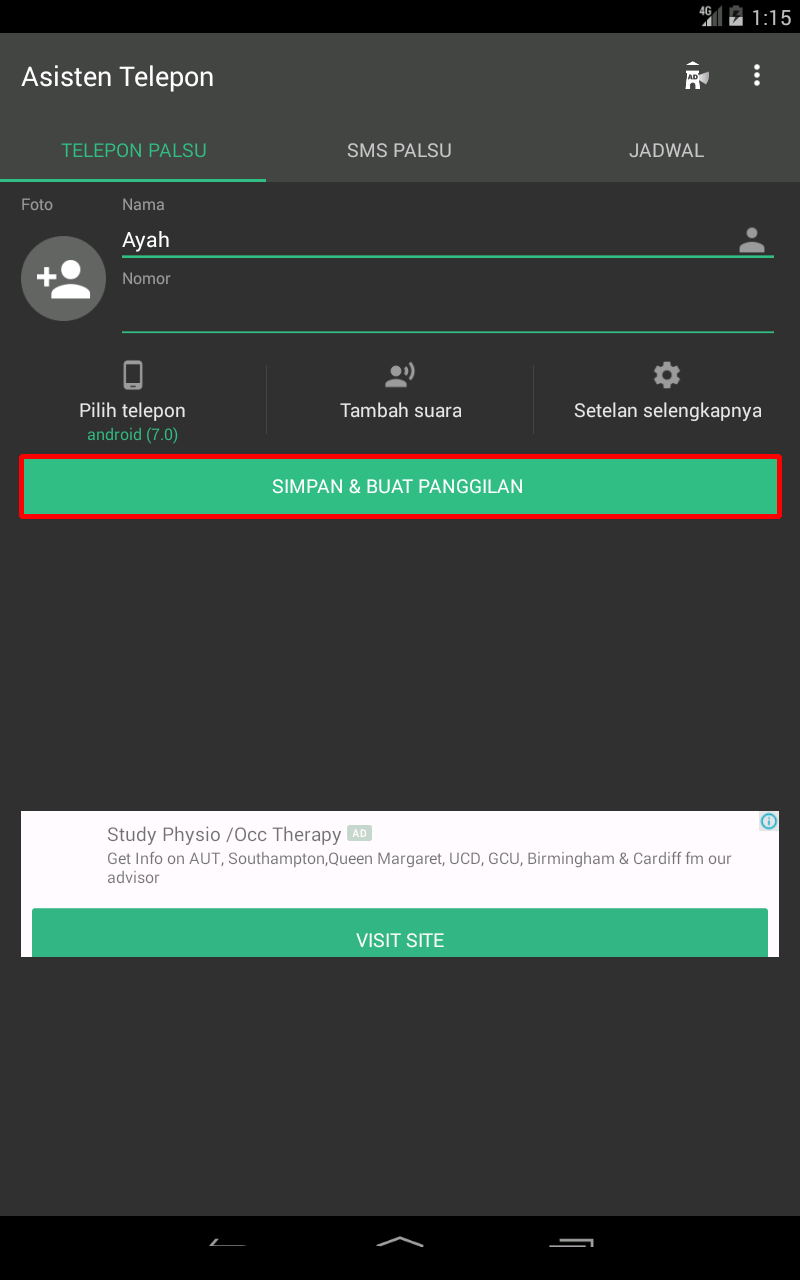 4G 1:15
Asisten Telepon
AD
TELEPON PALSU SMS PALSU JADWAL
Foto Nama
Ayah
Nomor
Pilih telepon Tambah suara Setelan selengkapnya
android (7.0)
SIMPAN & BUAT PANGGILAN
Study Physio /Occ Therapy AD
Get Info on AUT, Southampton,Queen Margaret, UCD, GCU, Birmingham & Cardiff fm our
advisor
VISIT SITE